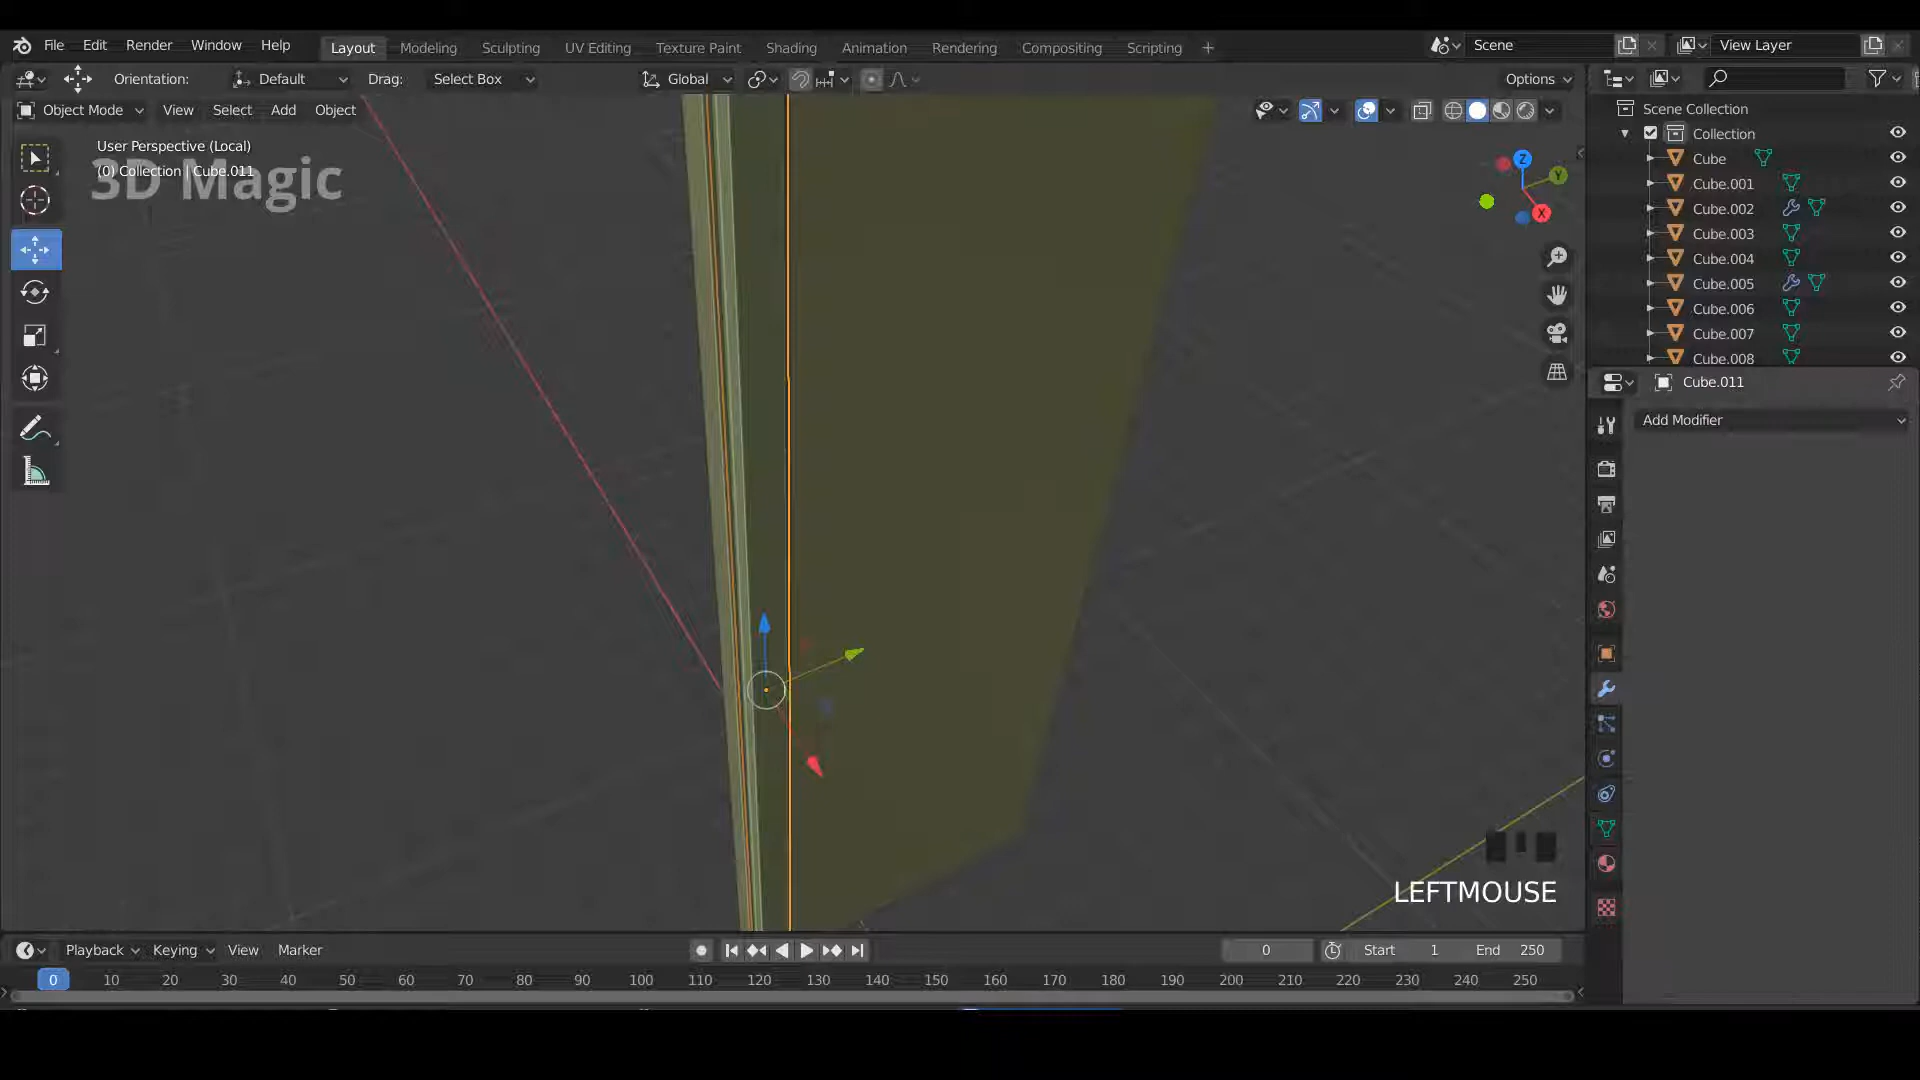 File Edit Render Window Help Layout Modeling Sculpting UV Editing Texture Paint Shading Animation Rendering Compositing Scripting + Scene View Layer
Orientation: Default Drag: Select Box Global Options
Object Mode View Select Add Object
User Perspective (Local)
(0) Collection | Cube.011
3D Magic
Z
Y
X
Scene Collection
Collection
Cube
Cube.001
Cube.002
Cube.003
Cube.004
Cube.005
Cube.006
Cube.007
Cube.008
Cube.011
Add Modifier
LEFTMOUSE
Playback Keying View Marker 0 Start 1 End 250
0 10 20 30 40 50 60 70 80 90 100 110 120 130 140 150 160 170 180 190 200 210 220 230 240 250